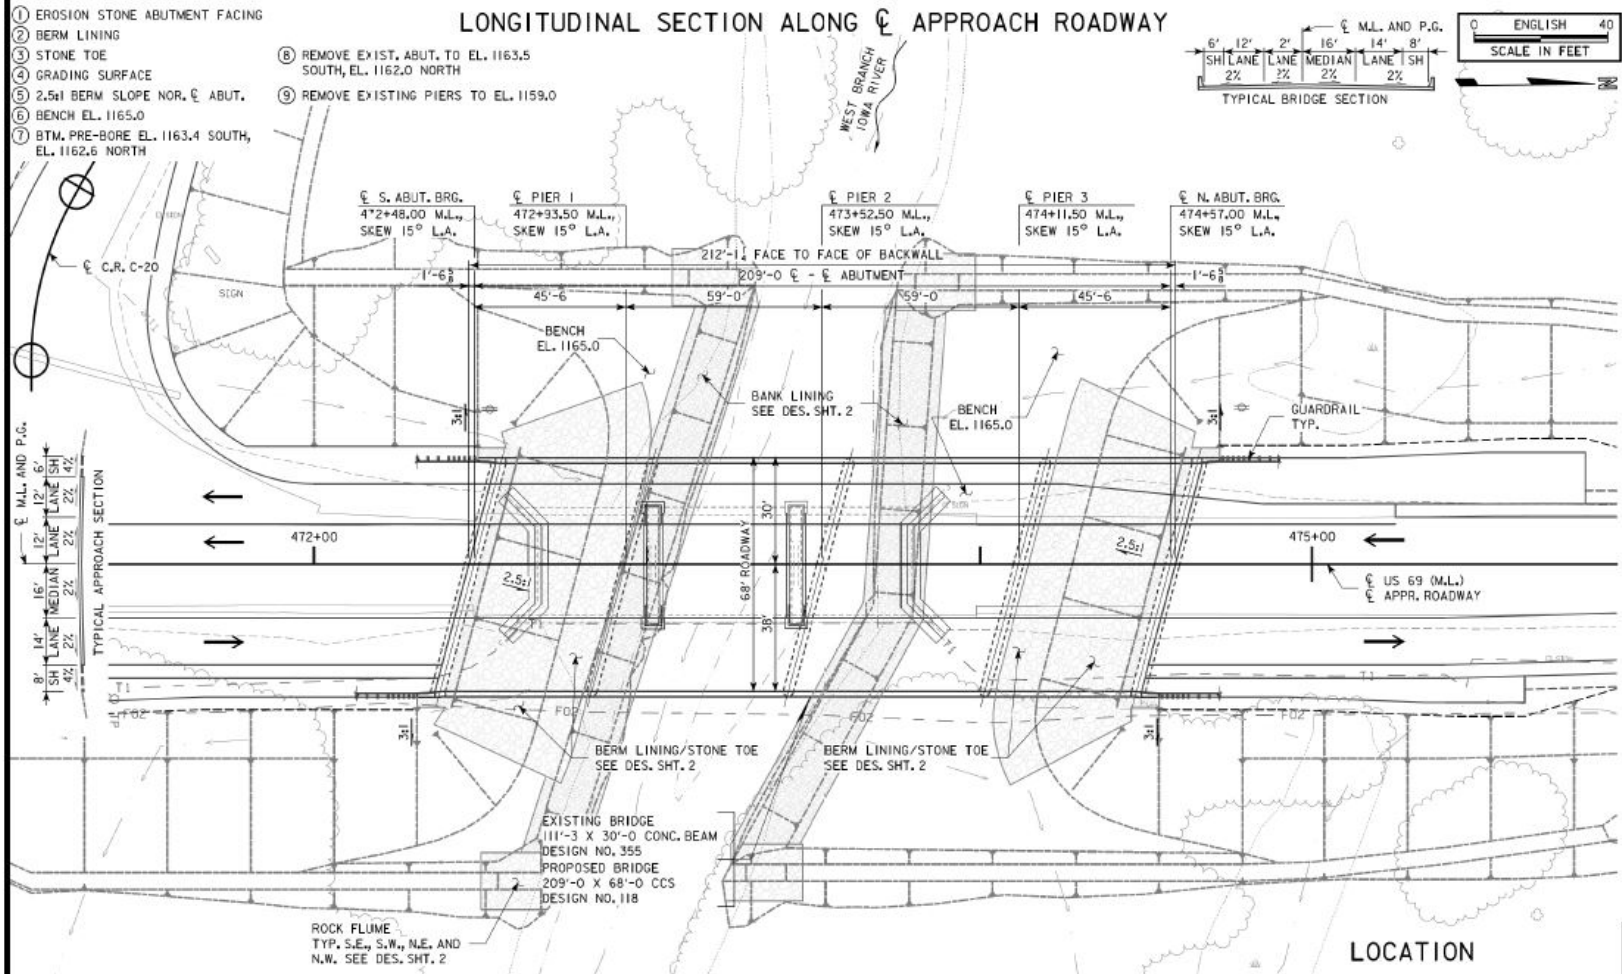 LONGITUDINAL SECTION ALONG ℄ APPROACH ROADWAY
① EROSION STONE ABUTMENT FACING
② BERM LINING
③ STONE TOE
④ GRADING SURFACE
⑤ 2.5:1 BERM SLOPE NOR. ℄ ABUT.
⑥ BENCH EL. 1165.0
⑦ BTM. PRE-BORE EL. 1163.4 SOUTH,
EL. 1162.6 NORTH
⑧ REMOVE EXIST. ABUT. TO EL. 1163.5
SOUTH, EL. 1162.0 NORTH
⑨ REMOVE EXISTING PIERS TO EL. 1159.0
WEST BRANCH
IOWA RIVER
℄ M.L. AND P.G.
6' 12' 2' 16' 14' 8'
SH LANE LANE MEDIAN LANE SH
2% 2% 2% 2%
TYPICAL BRIDGE SECTION
0 ENGLISH 40
SCALE IN FEET
N
℄ S. ABUT. BRG.
472+48.00 M.L.,
SKEW 15° L.A.
℄ PIER 1
472+93.50 M.L.,
SKEW 15° L.A.
℄ PIER 2
473+52.50 M.L.,
SKEW 15° L.A.
℄ PIER 3
474+11.50 M.L.,
SKEW 15° L.A.
℄ N. ABUT. BRG.
474+57.00 M.L.,
SKEW 15° L.A.
℄ C.R. C-20
SIGN
212'-1¼ FACE TO FACE OF BACKWALL
1'-6⅝ 209'-0 ℄ - ℄ ABUTMENT 1'-6⅝
45'-6 59'-0 59'-0 45'-6
BENCH
EL. 1165.0
BANK LINING
SEE DES. SHT. 2
BENCH
EL. 1165.0
GUARDRAIL
TYP.
3:1
3:1
℄ M.L. AND P.G.
6' 12' 12' 16' 14' 8'
SH LANE LANE MEDIAN LANE SH
4% 2% 2% 2% 2% 4%
TYPICAL APPROACH SECTION
472+00
475+00
30'
68' ROADWAY
38'
2.5:1
2.5:1
SIGN
℄ US 69 (M.L.)
℄ APPR. ROADWAY
T1
T1
T1
T1
FO2
FO2
FO2
FO2
3:1
3:1
BERM LINING/STONE TOE
SEE DES. SHT. 2
BERM LINING/STONE TOE
SEE DES. SHT. 2
EXISTING BRIDGE
111'-3 X 30'-0 CONC. BEAM
DESIGN NO. 355
PROPOSED BRIDGE
209'-0 X 68'-0 CCS
DESIGN NO. 118
ROCK FLUME
TYP. S.E., S.W., N.E. AND
N.W. SEE DES. SHT. 2
LOCATION